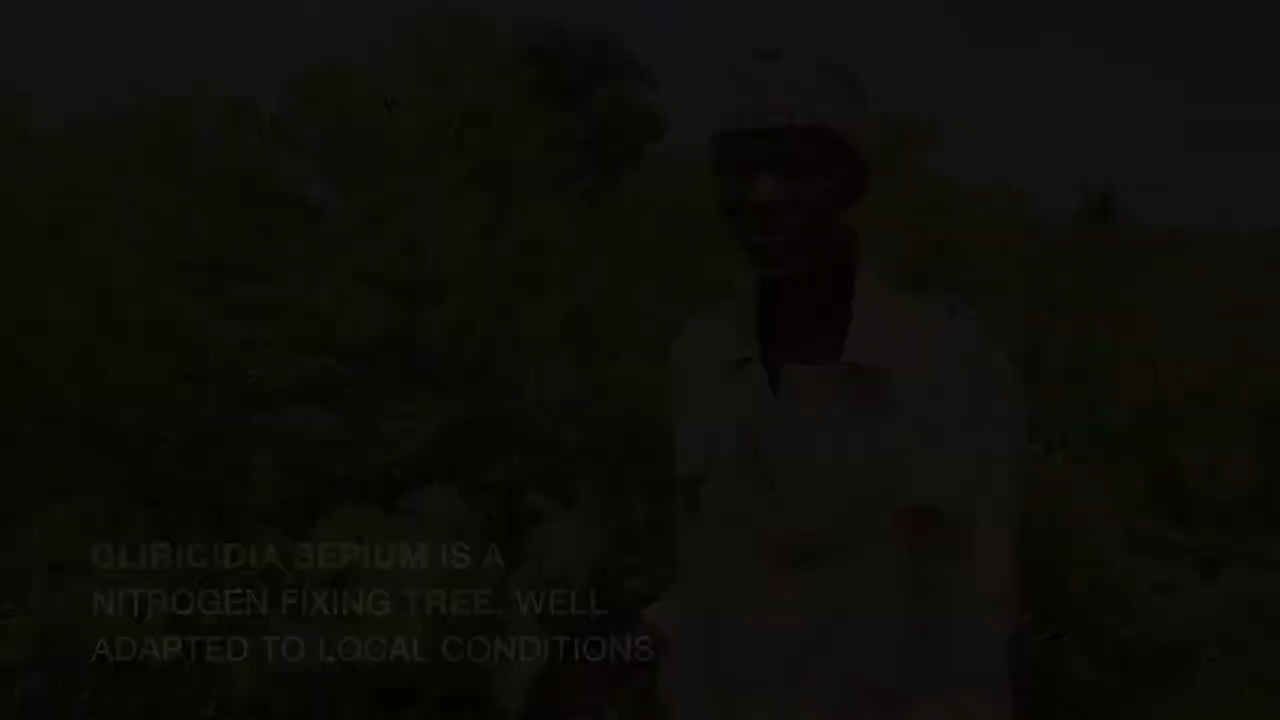 GLIRICIDIA SEPIUM IS A
NITROGEN FIXING TREE, WELL
ADAPTED TO LOCAL CONDITIONS